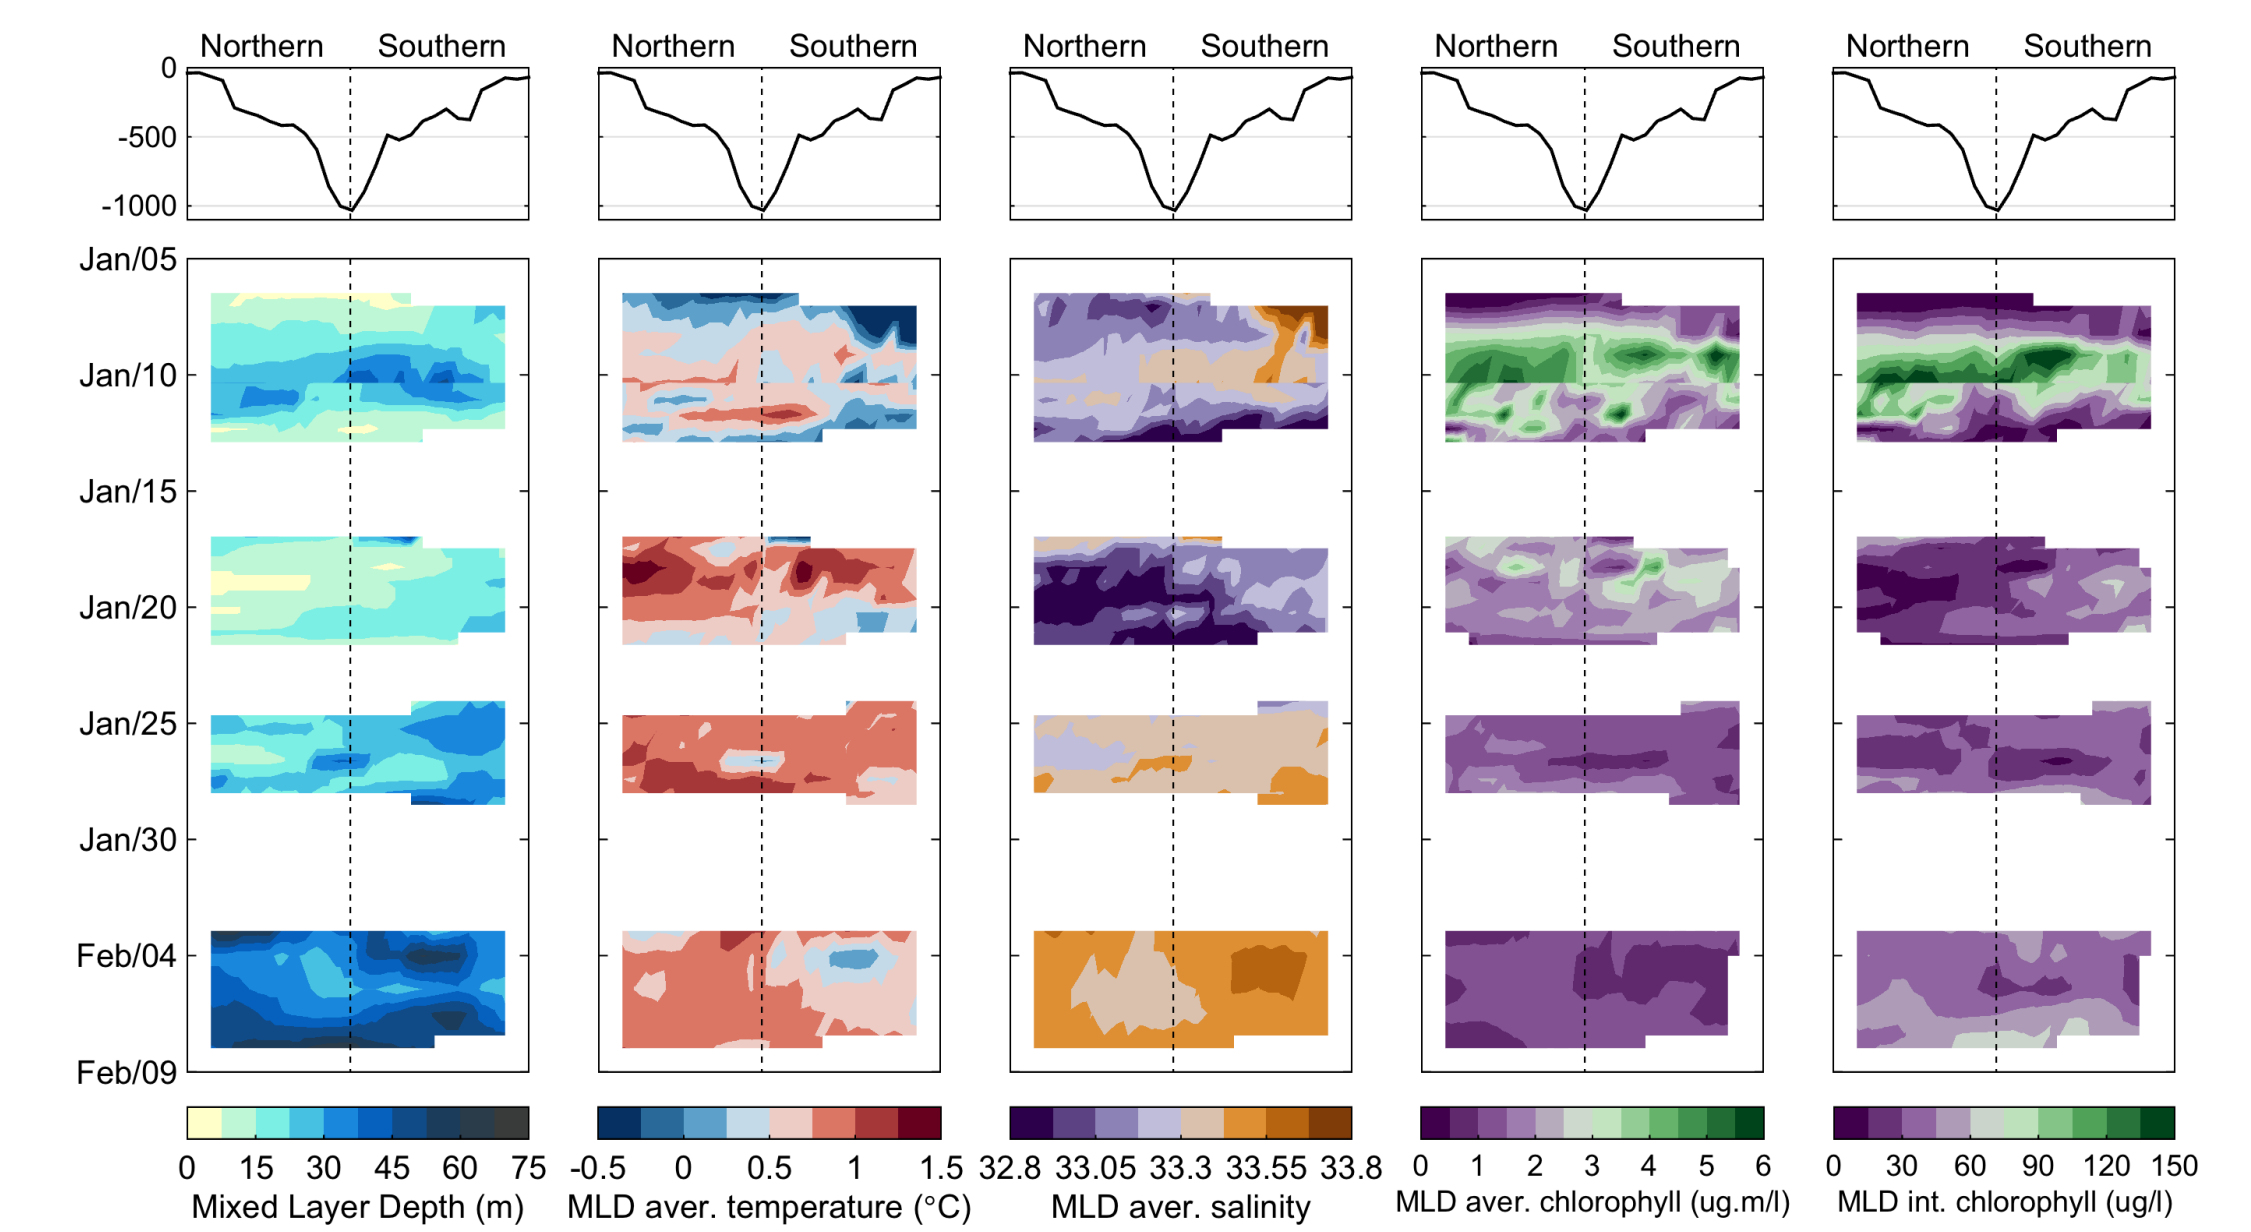 Northern Southern Northern Southern Northern Southern Northern Southern Northern Southern
0
-500
-1000
Jan/05
Jan/10
Jan/15
Jan/20
Jan/25
Jan/30
Feb/04
Feb/09
0 15 30 45 60 75 -0.5 0 0.5 1 1.5 32.8 33.05 33.3 33.55 33.8 0 1 2 3 4 5 6 0 30 60 90 120 150
Mixed Layer Depth (m) MLD aver. temperature (°C) MLD aver. salinity MLD aver. chlorophyll (ug.m/l) MLD int. chlorophyll (ug/l)